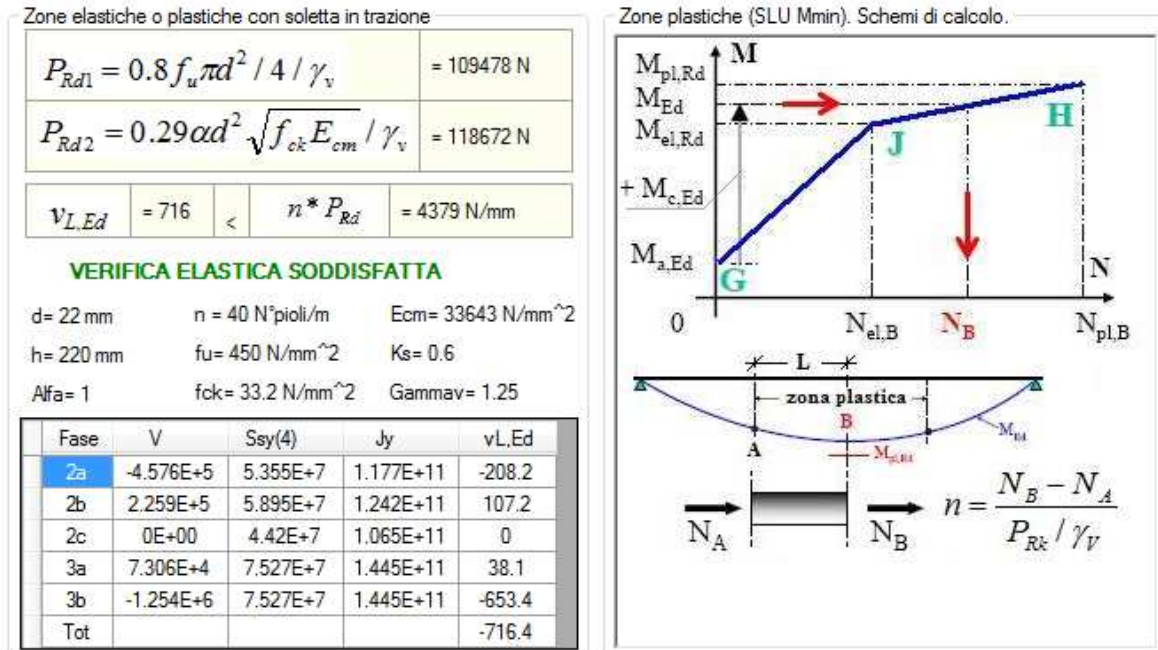 Zone elastiche o plastiche con soletta in trazione
P_Rd1 = 0.8 f_u πd² / 4 / γ_v = 109478 N
P_Rd2 = 0.29αd² √f_ck E_cm / γ_v = 118672 N
v_L,Ed = 716 < n* P_Rd = 4379 N/mm
VERIFICA ELASTICA SODDISFATTA
d= 22 mm n = 40 N°pioli/m Ecm= 33643 N/mm^2
h= 220 mm fu= 450 N/mm^2 Ks= 0.6
Alfa= 1 fck= 33.2 N/mm^2 Gammav= 1.25
Fase V Ssy(4) Jy vL,Ed
2a -4.576E+5 5.355E+7 1.177E+11 -208.2
2b 2.259E+5 5.895E+7 1.242E+11 107.2
2c 0E+00 4.42E+7 1.065E+11 0
3a 7.306E+4 7.527E+7 1.445E+11 38.1
3b -1.254E+6 7.527E+7 1.445E+11 -653.4
Tot -716.4
Zone plastiche (SLU Mmin). Schemi di calcolo.
M
M_pl,Rd
M_Ed
H
M_el,Rd
J
+ M_c,Ed
M_a,Ed
G
N
0 N_el,B N_B N_pl,B
L
zona plastica
B
M_Ed
A
M_pl,Rd
N_A N_B n = N_B − N_A / P_Rk / γ_V